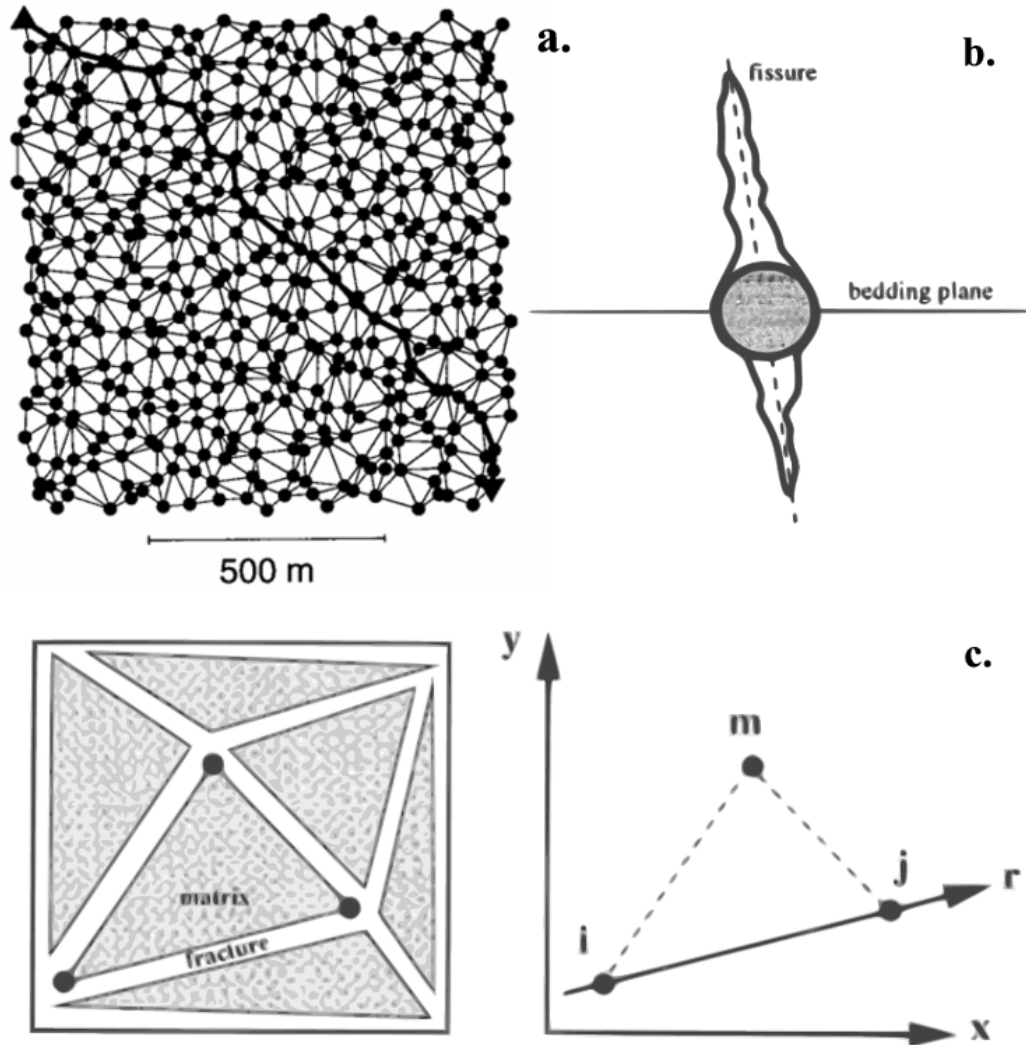 a.
b.
fissure
bedding plane
500 m
y
c.
m
matrix
j
r
fracture
i
x